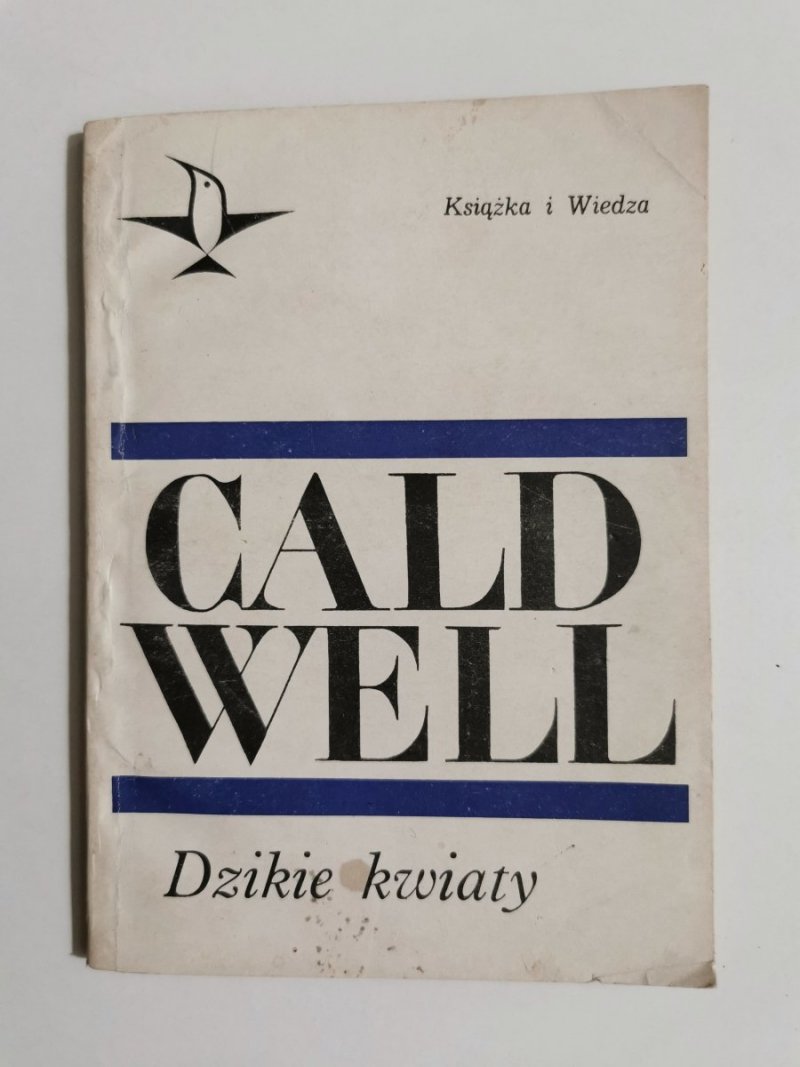 Książka i Wiedza
CALD
WELL
Dzikie kwiaty